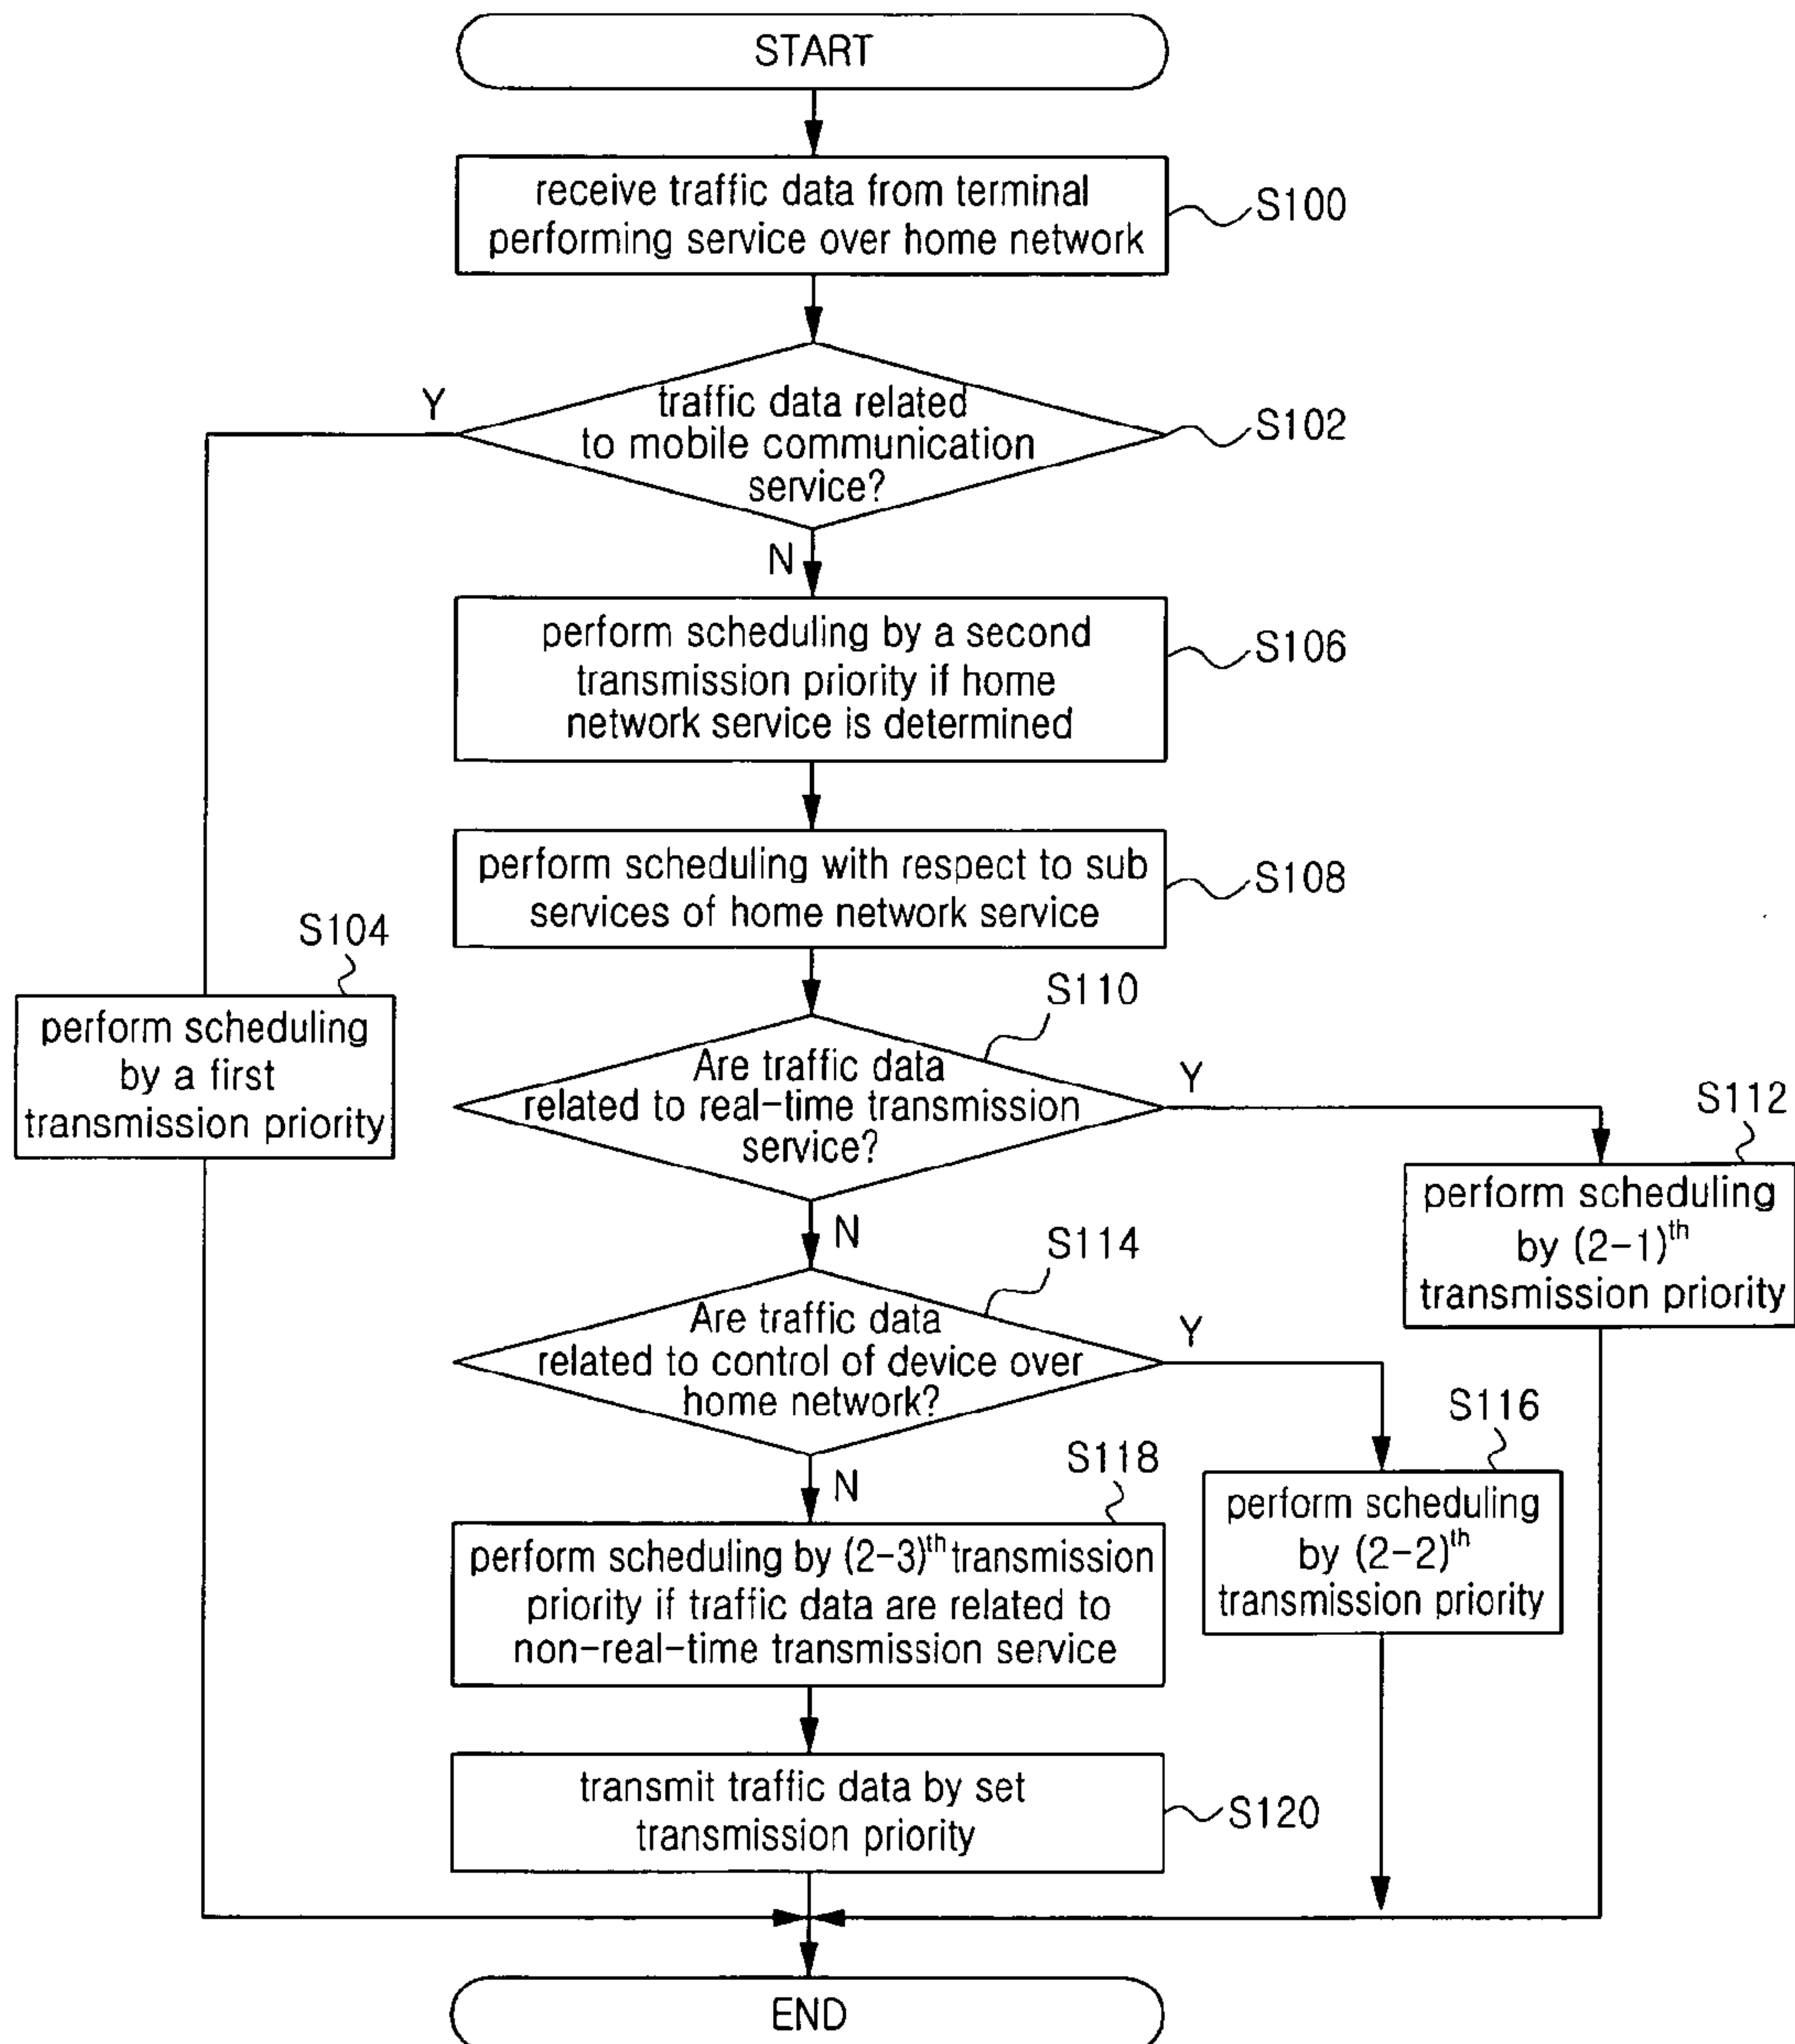 START
receive traffic data from terminal
performing service over home network
S100
traffic data related
to mobile communication
service?
S102
Y
N
perform scheduling by a second
transmission priority if home
network service is determined
S106
perform scheduling with respect to sub
services of home network service
S108
S104
perform scheduling
by a first
transmission priority
S110
Are traffic data
related to real-time transmission
service?
Y
N
S112
perform scheduling
by (2-1)th
transmission priority
S114
Are traffic data
related to control of device over
home network?
Y
N
S116
perform scheduling
by (2-2)th
transmission priority
S118
perform scheduling by (2-3)th transmission
priority if traffic data are related to
non-real-time transmission service
transmit traffic data by set
transmission priority
S120
END